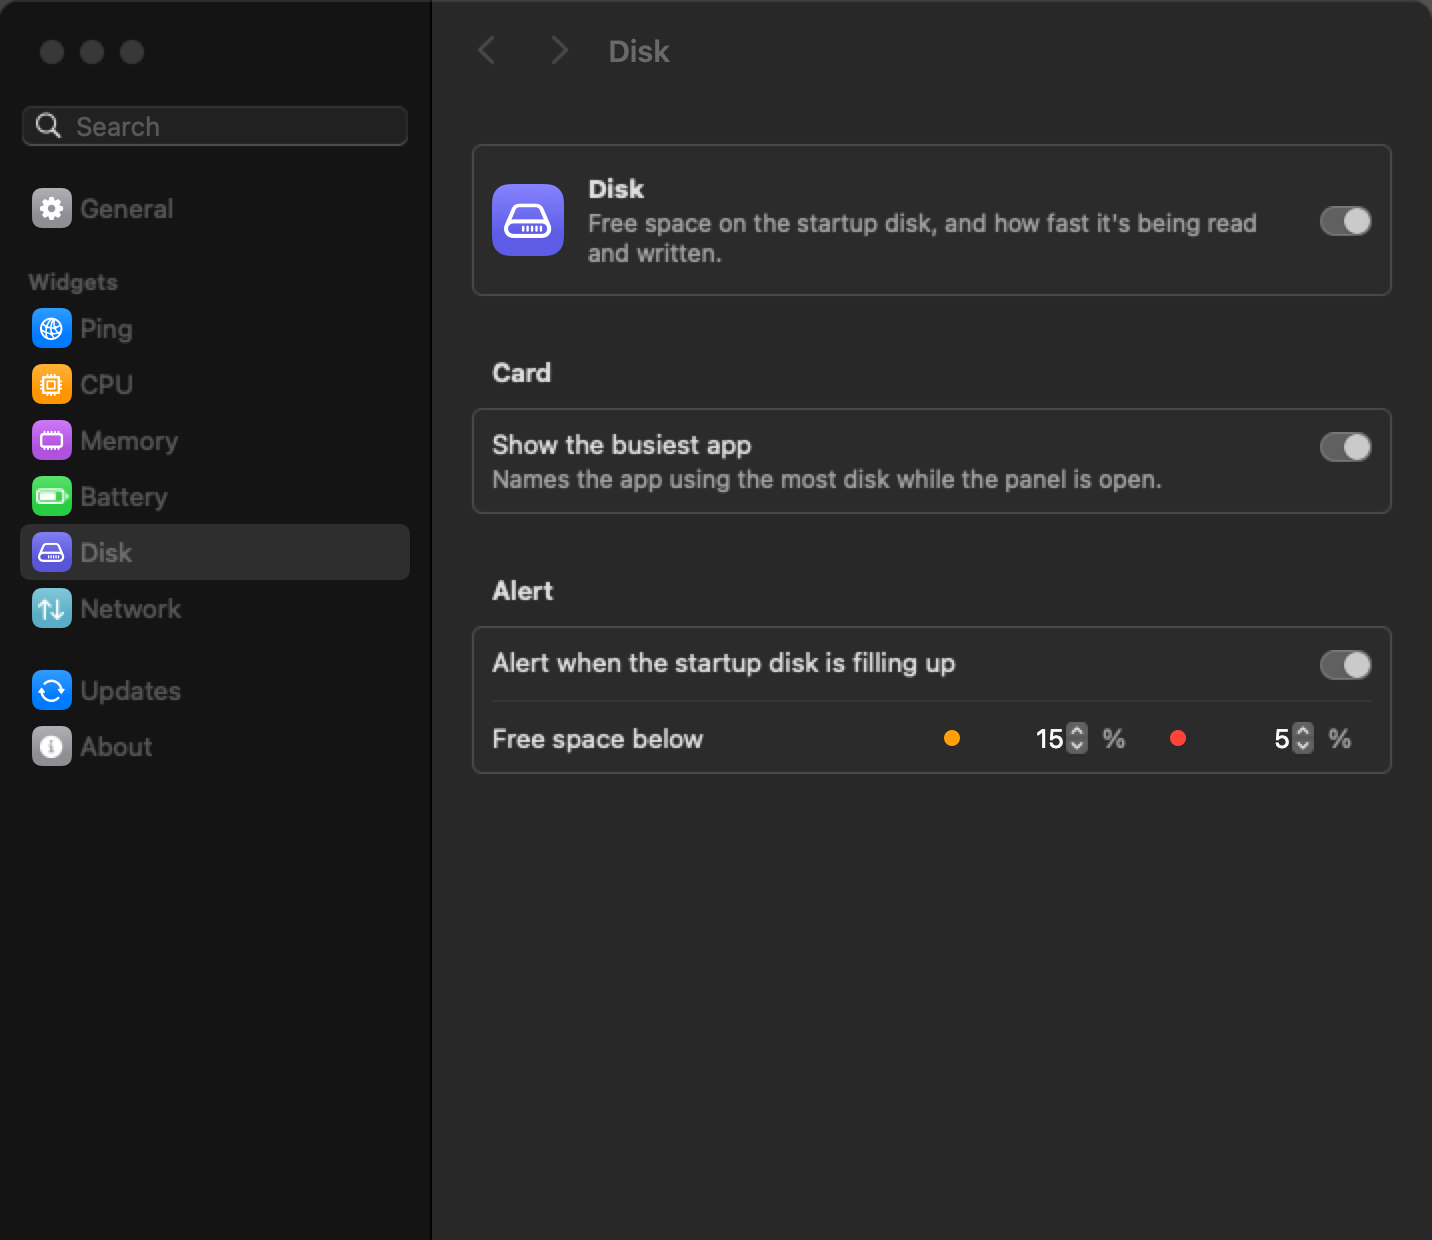 Disk
Search
General
Widgets
Ping
CPU
Memory
Battery
Disk
Network
Updates
About
Disk
Free space on the startup disk, and how fast it's being read
and written.
Card
Show the busiest app
Names the app using the most disk while the panel is open.
Alert
Alert when the startup disk is filling up
Free space below 15 % 5 %